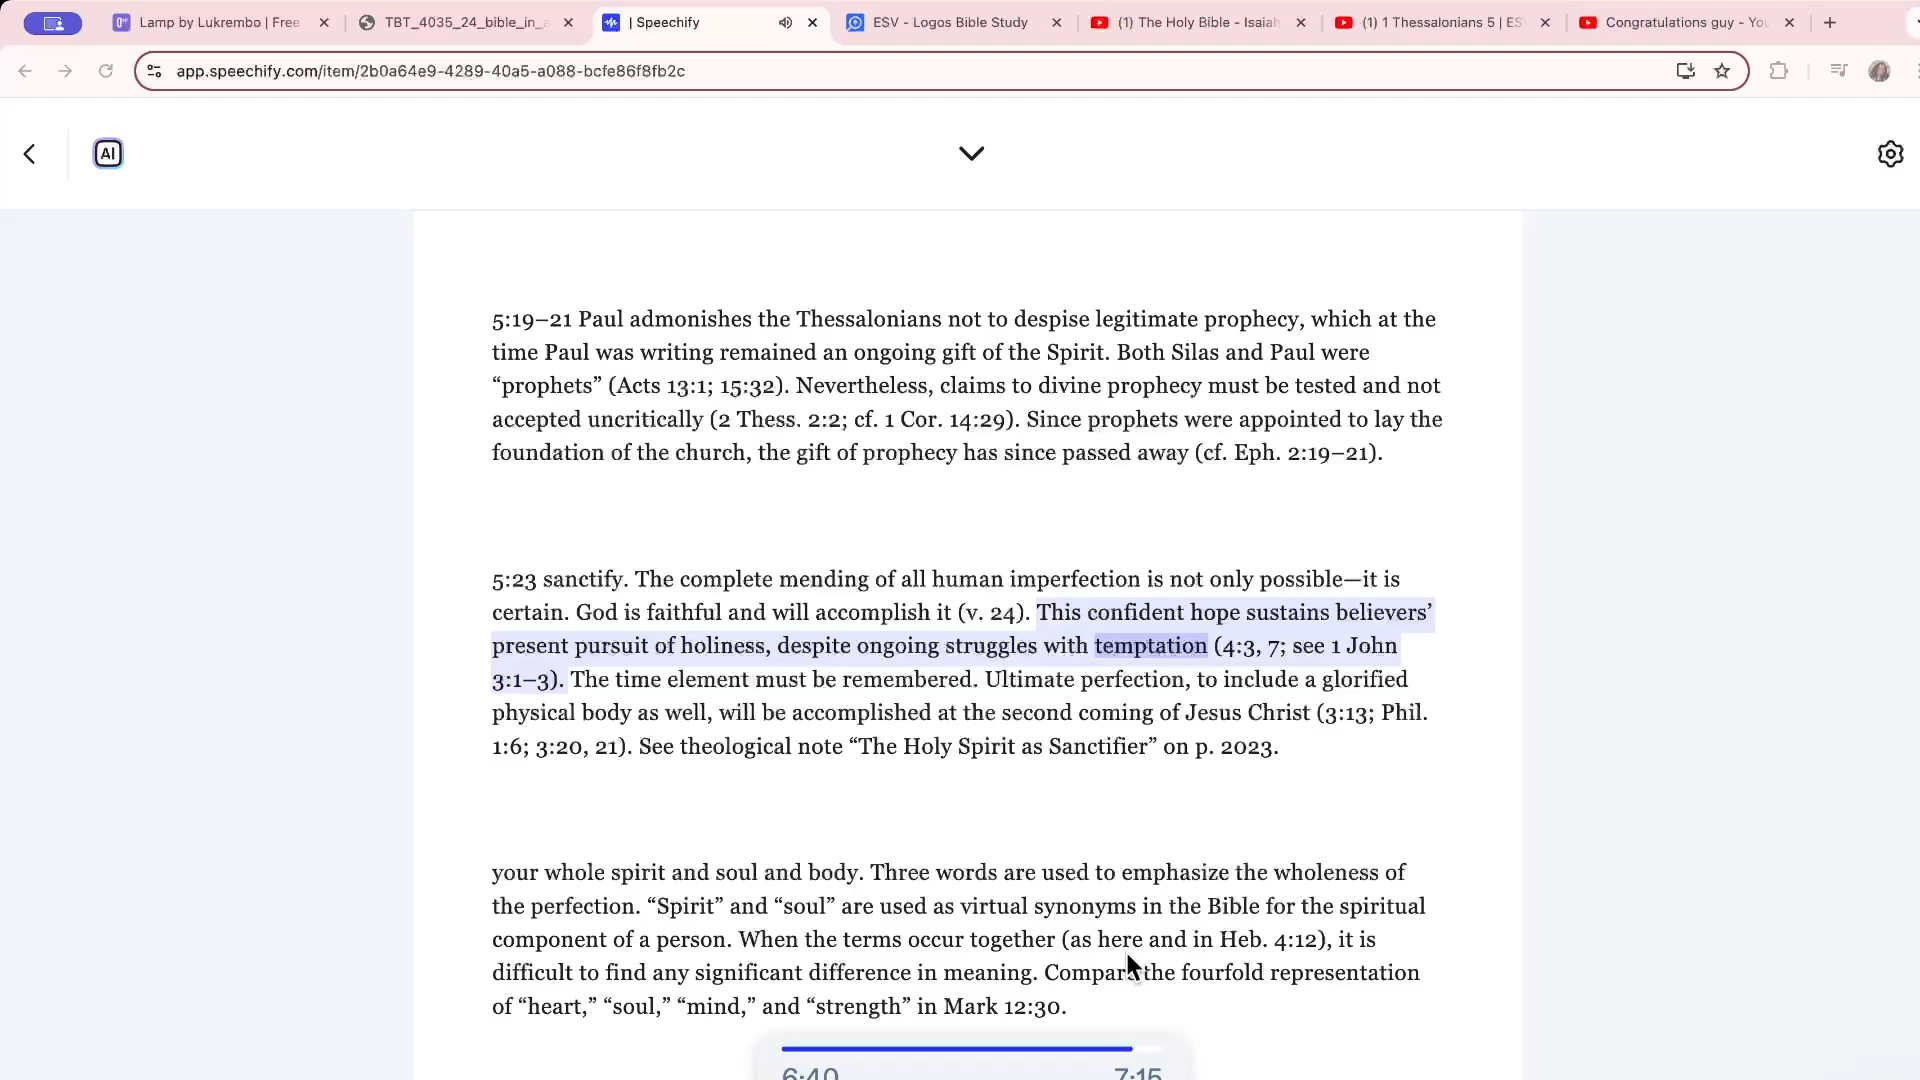 Lamp by Lukrembo | Free
TBT_4035_24_bible_in_a
| Speechify
ESV - Logos Bible Study
(1) The Holy Bible - Isaiah
(1) 1 Thessalonians 5 | ES
Congratulations guy - You
app.speechify.com/item/2b0a64e9-4289-40a5-a088-bcfe86f8fb2c
AI
5:19–21 Paul admonishes the Thessalonians not to despise legitimate prophecy, which at the
time Paul was writing remained an ongoing gift of the Spirit. Both Silas and Paul were
“prophets” (Acts 13:1; 15:32). Nevertheless, claims to divine prophecy must be tested and not
accepted uncritically (2 Thess. 2:2; cf. 1 Cor. 14:29). Since prophets were appointed to lay the
foundation of the church, the gift of prophecy has since passed away (cf. Eph. 2:19–21).
5:23 sanctify. The complete mending of all human imperfection is not only possible—it is
certain. God is faithful and will accomplish it (v. 24). This confident hope sustains believers’
present pursuit of holiness, despite ongoing struggles with temptation (4:3, 7; see 1 John
3:1–3). The time element must be remembered. Ultimate perfection, to include a glorified
physical body as well, will be accomplished at the second coming of Jesus Christ (3:13; Phil.
1:6; 3:20, 21). See theological note “The Holy Spirit as Sanctifier” on p. 2023.
your whole spirit and soul and body. Three words are used to emphasize the wholeness of
the perfection. “Spirit” and “soul” are used as virtual synonyms in the Bible for the spiritual
component of a person. When the terms occur together (as here and in Heb. 4:12), it is
difficult to find any significant difference in meaning. Compare the fourfold representation
of “heart,” “soul,” “mind,” and “strength” in Mark 12:30.
6:40
7:15